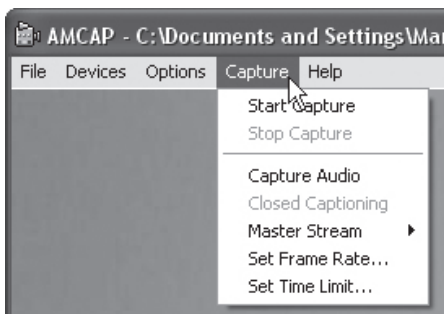 AMCAP - C:\Documents and Settings\Ma
File Devices Options Capture Help
Start Capture
Stop Capture
Capture Audio
Closed Captioning
Master Stream
Set Frame Rate...
Set Time Limit...